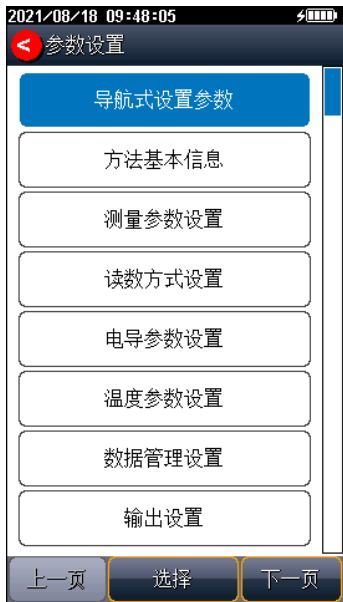 2021/08/18 09:48:05
< 参数设置
导航式设置参数
方法基本信息
测量参数设置
读数方式设置
电导参数设置
温度参数设置
数据管理设置
输出设置
上一页 选择 下一页